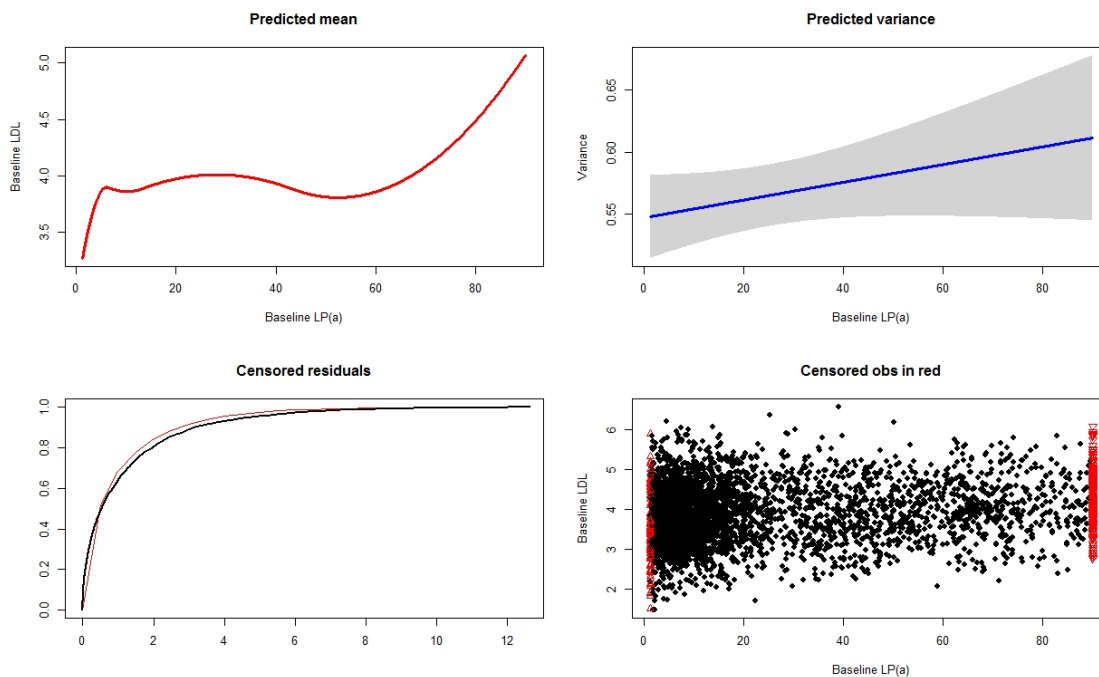 Predicted mean
Baseline LDL
5.0
4.5
4.0
3.5
0 20 40 60 80
Baseline LP(a)
Predicted variance
Variance
0.65
0.60
0.55
0 20 40 60 80
Baseline LP(a)
Censored residuals
1.0
0.8
0.6
0.4
0.2
0.0
0 2 4 6 8 10 12
Censored obs in red
Baseline LDL
6
5
4
3
2
0 20 40 60 80
Baseline LP(a)